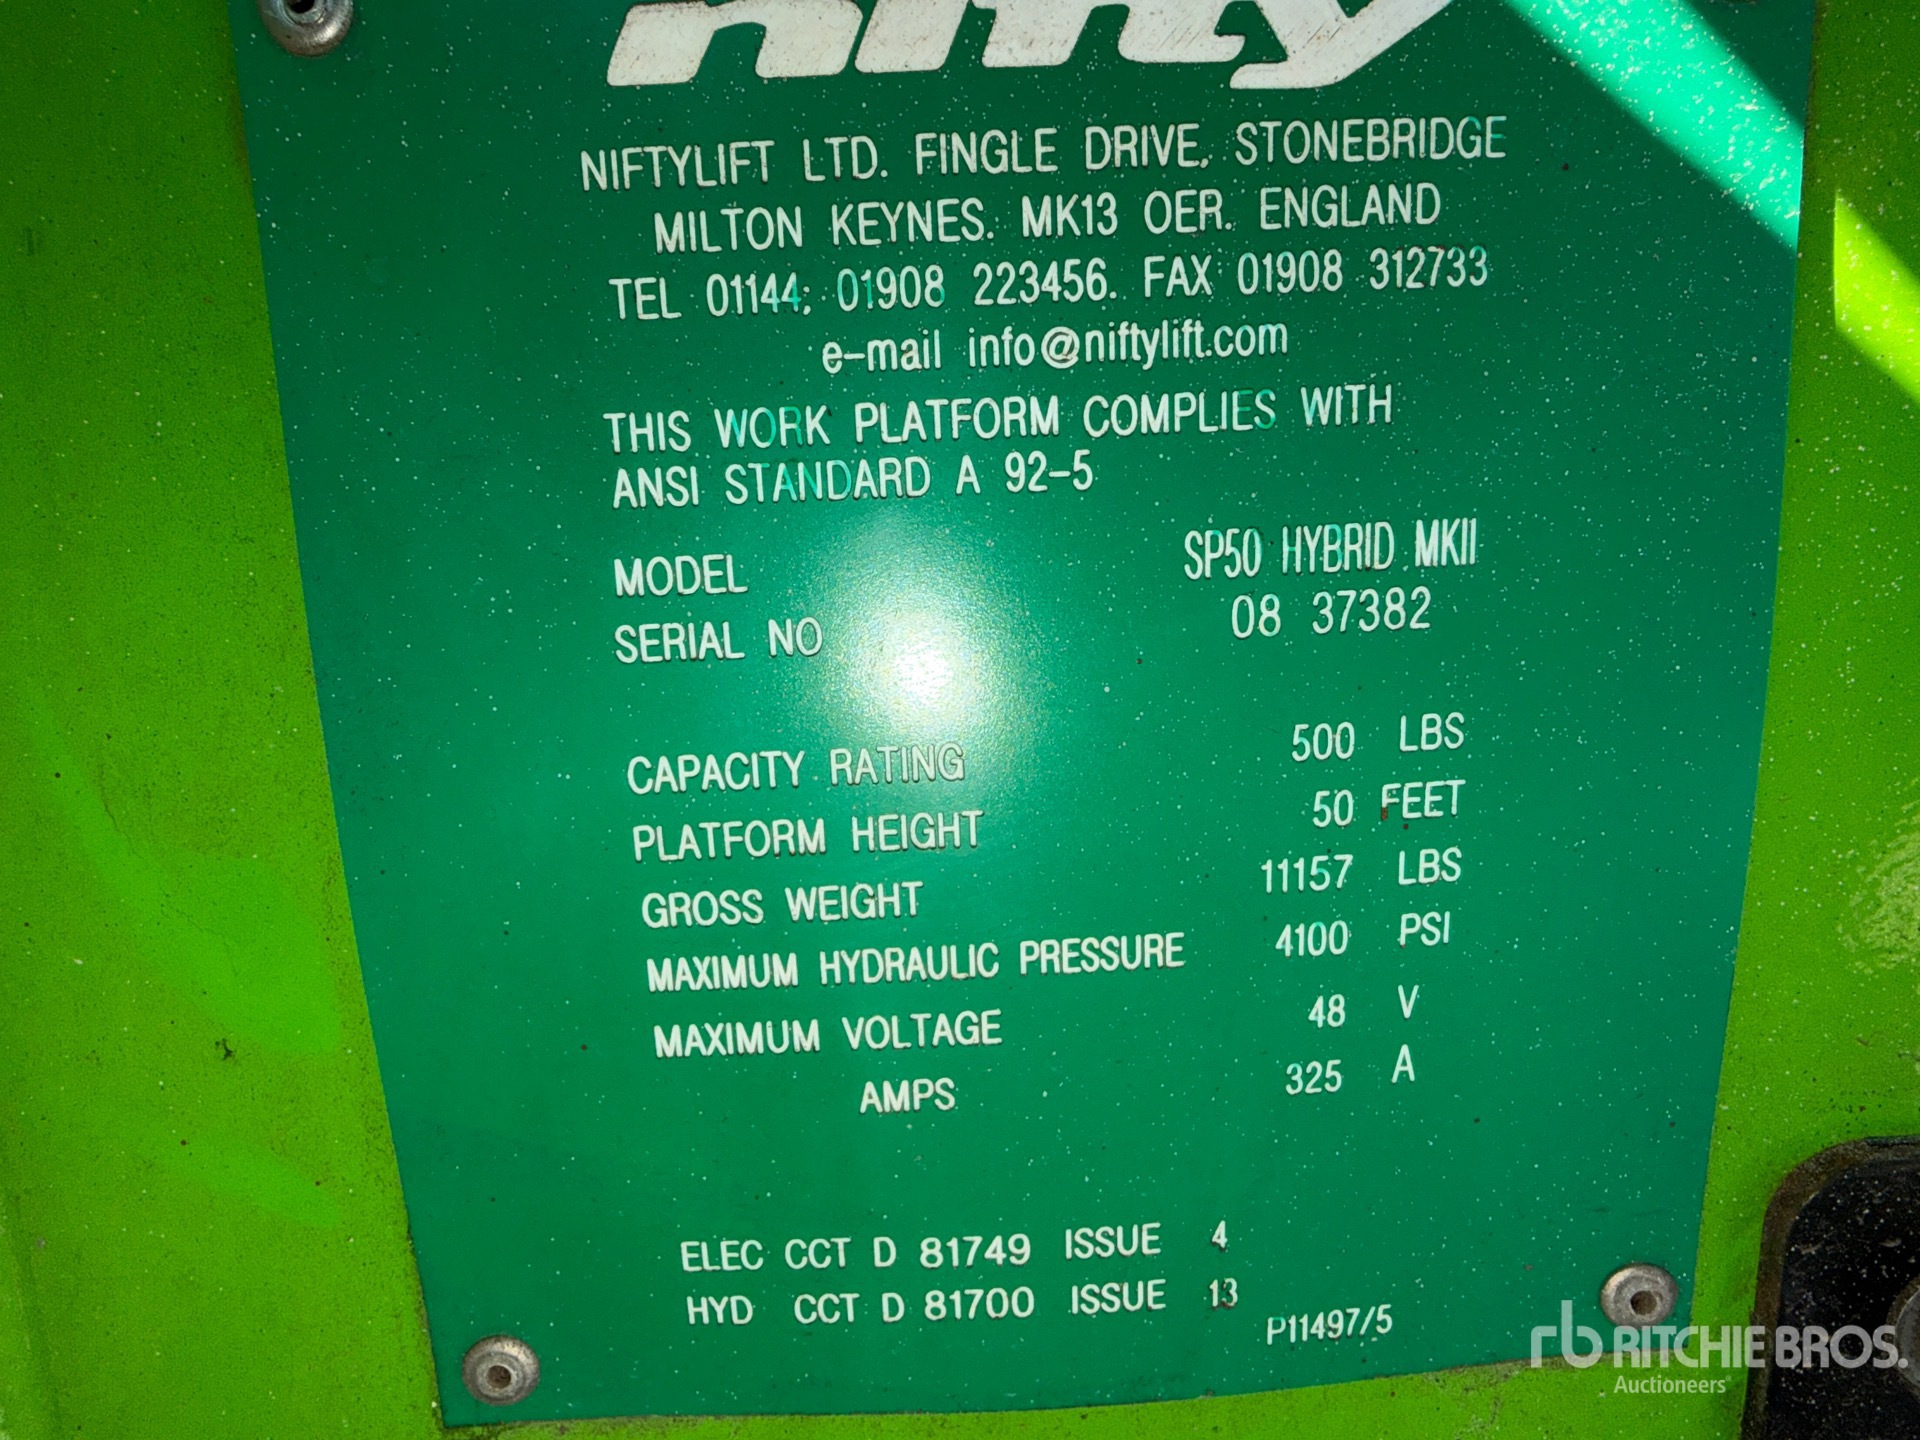 nifty
NIFTYLIFT LTD. FINGLE DRIVE, STONEBRIDGE
MILTON KEYNES. MK13 OER. ENGLAND
TEL 01144; 01908 223456. FAX 01908 312733
e-mail info@niftylift.com
THIS WORK PLATFORM COMPLIES WITH
ANSI STANDARD A 92-5
MODEL SP50 HYBRID MKII
SERIAL NO 08 37382
CAPACITY RATING 500 LBS
PLATFORM HEIGHT 50 FEET
GROSS WEIGHT 11157 LBS
MAXIMUM HYDRAULIC PRESSURE 4100 PSI
MAXIMUM VOLTAGE 48 V
AMPS 325 A
ELEC CCT D 81749 ISSUE 4
HYD CCT D 81700 ISSUE 13
P11497/5
rb RITCHIE BROS.
Auctioneers